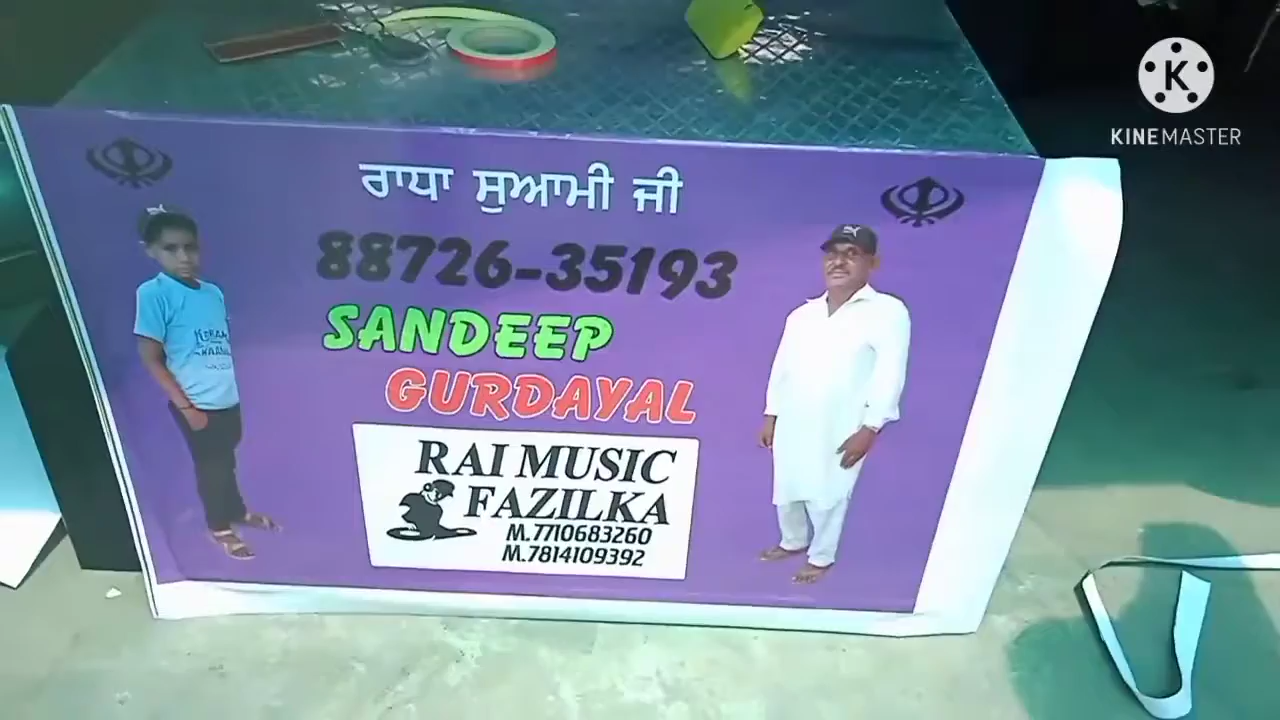 K
KINEMASTER
ਰਾਧਾ ਸੁਆਮੀ ਜੀ
88726-35193
SANDEEP
GURDAYAL
RAI MUSIC
FAZILKA
M.7710683260
M.7814109392